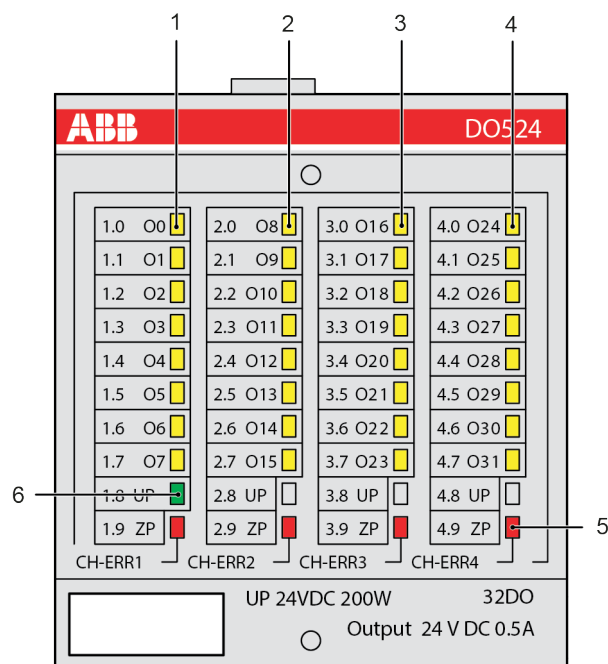 1 2 3 4
ABB DO524
1.0 O0 2.0 O8 3.0 O16 4.0 O24
1.1 O1 2.1 O9 3.1 O17 4.1 O25
1.2 O2 2.2 O10 3.2 O18 4.2 O26
1.3 O3 2.3 O11 3.3 O19 4.3 O27
1.4 O4 2.4 O12 3.4 O20 4.4 O28
1.5 O5 2.5 O13 3.5 O21 4.5 O29
1.6 O6 2.6 O14 3.6 O22 4.6 O30
1.7 O7 2.7 O15 3.7 O23 4.7 O31
6 1.8 UP 2.8 UP 3.8 UP 4.8 UP
1.9 ZP 2.9 ZP 3.9 ZP 4.9 ZP 5
CH-ERR1 CH-ERR2 CH-ERR3 CH-ERR4
UP 24VDC 200W 32DO
Output 24 V DC 0.5A